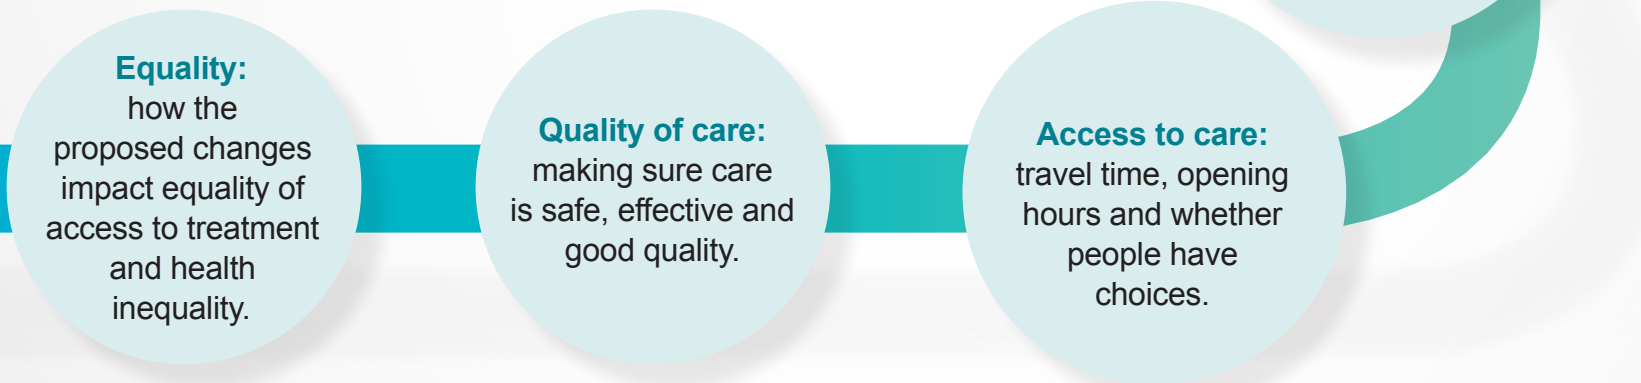 Equality:
how the
proposed changes
impact equality of
access to treatment
and health
inequality.
Quality of care:
making sure care
is safe, effective and
good quality.
Access to care:
travel time, opening
hours and whether
people have
choices.